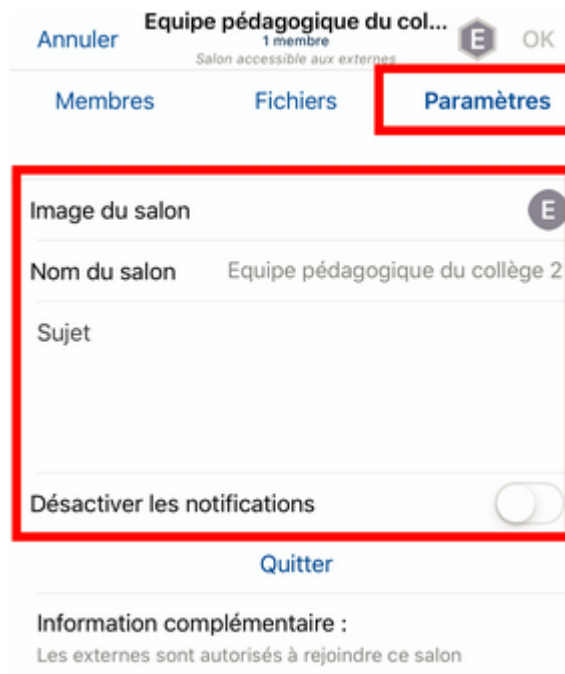 Annuler Equipe pédagogique du col... E OK
1 membre
Salon accessible aux externes
Membres Fichiers Paramètres
Image du salon E
Nom du salon Equipe pédagogique du collège 2
Sujet
Désactiver les notifications
Quitter
Information complémentaire :
Les externes sont autorisés à rejoindre ce salon